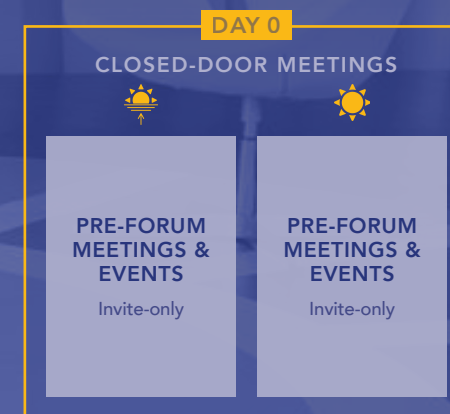 DAY 0
CLOSED-DOOR MEETINGS
PRE-FORUM
MEETINGS &
EVENTS
Invite-only
PRE-FORUM
MEETINGS &
EVENTS
Invite-only